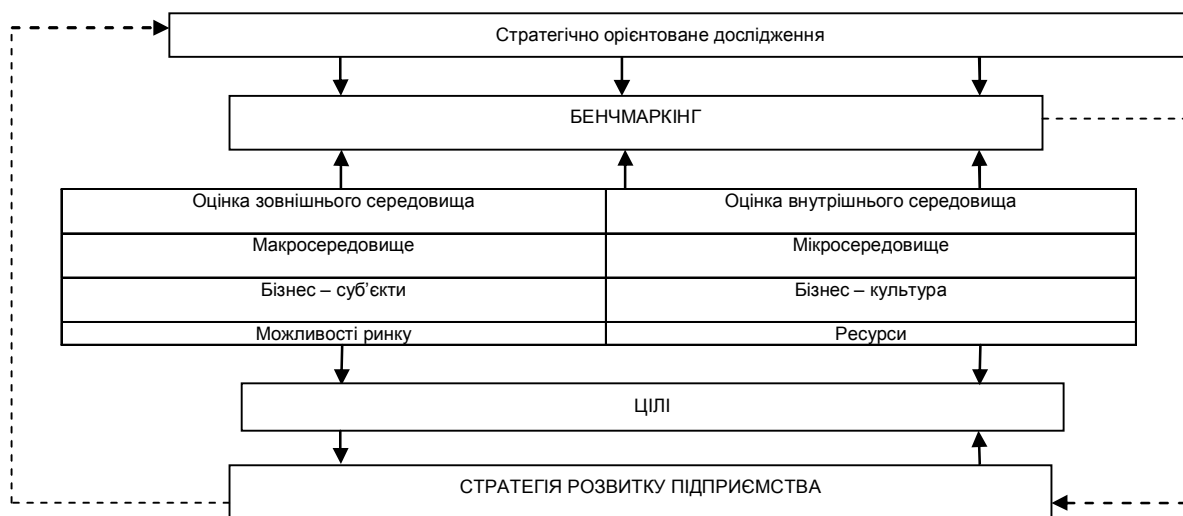 Стратегічно орієнтоване дослідження
БЕНЧМАРКІНГ
Оцінка зовнішнього середовища
Оцінка внутрішнього середовища
Макросередовище
Мікросередовище
Бізнес – суб’єкти
Бізнес – культура
Можливості ринку
Ресурси
ЦІЛІ
СТРАТЕГІЯ РОЗВИТКУ ПІДПРИЄМСТВА